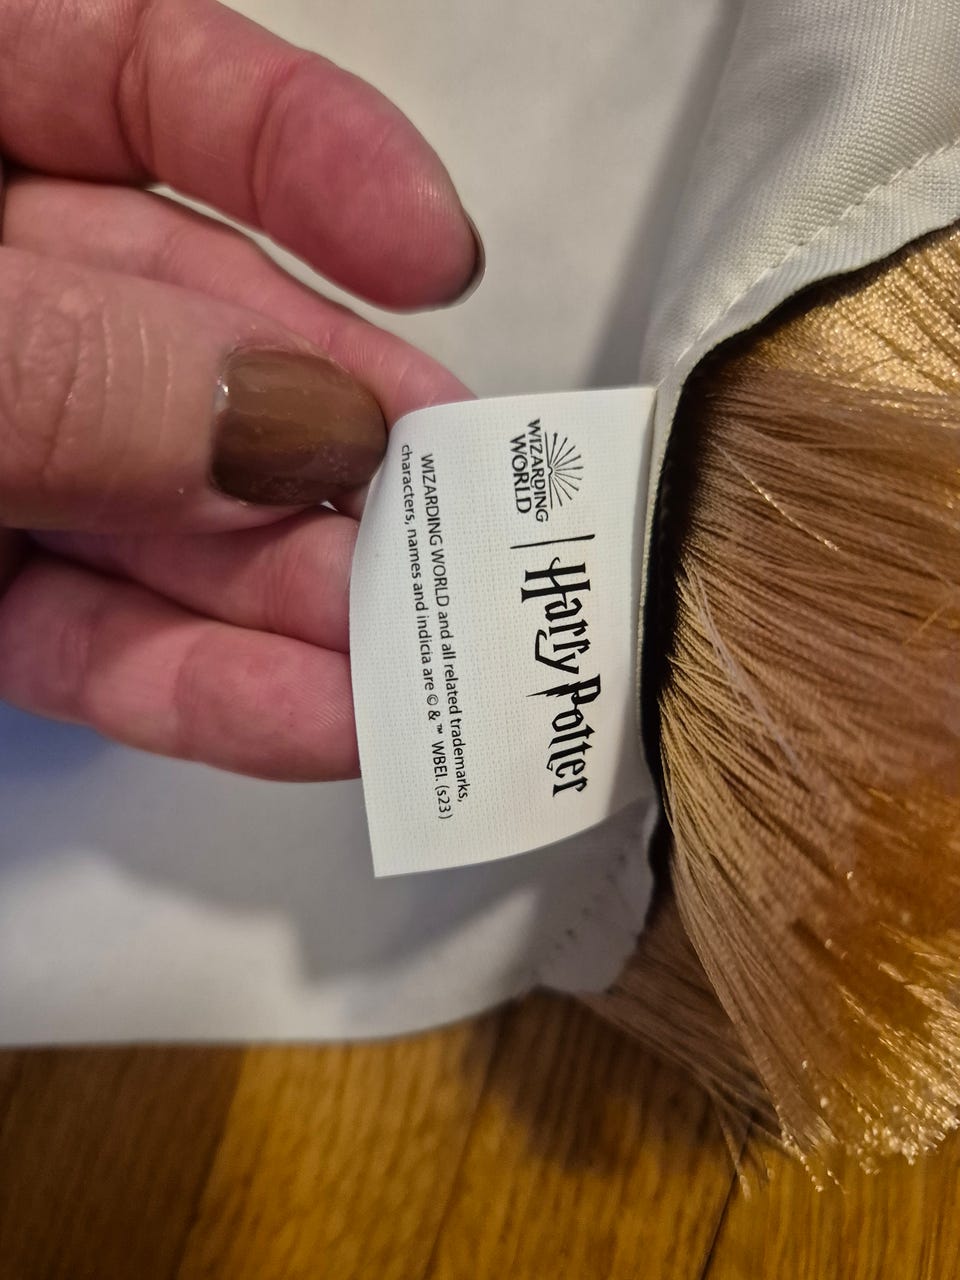 WIZARDING
WORLD
Harry Potter
WIZARDING WORLD and all related trademarks,
characters, names and indicia are © & ™ WBEI. (s23)